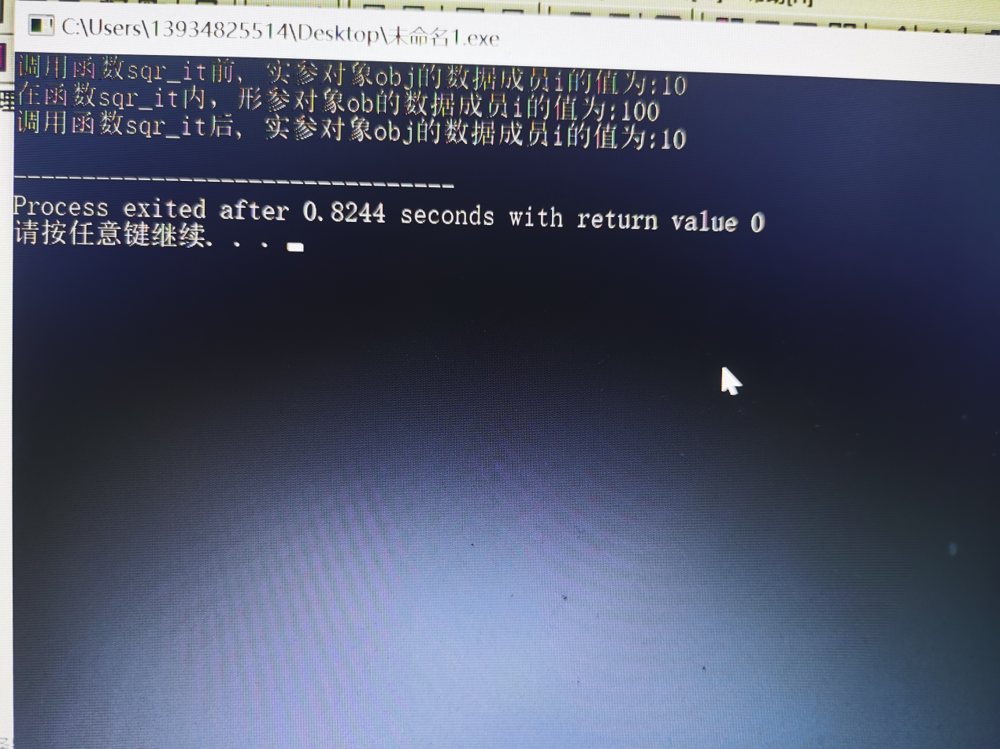 C:\Users\13934825514\Desktop\未命名1.exe
调用函数sqr_it前, 实参对象obj的数据成员i的值为:10
在函数sqr_it内, 形参对象ob的数据成员i的值为:100
调用函数sqr_it后, 实参对象obj的数据成员i的值为:10
--------------------------------
Process exited after 0.8244 seconds with return value 0
请按任意键继续. . .